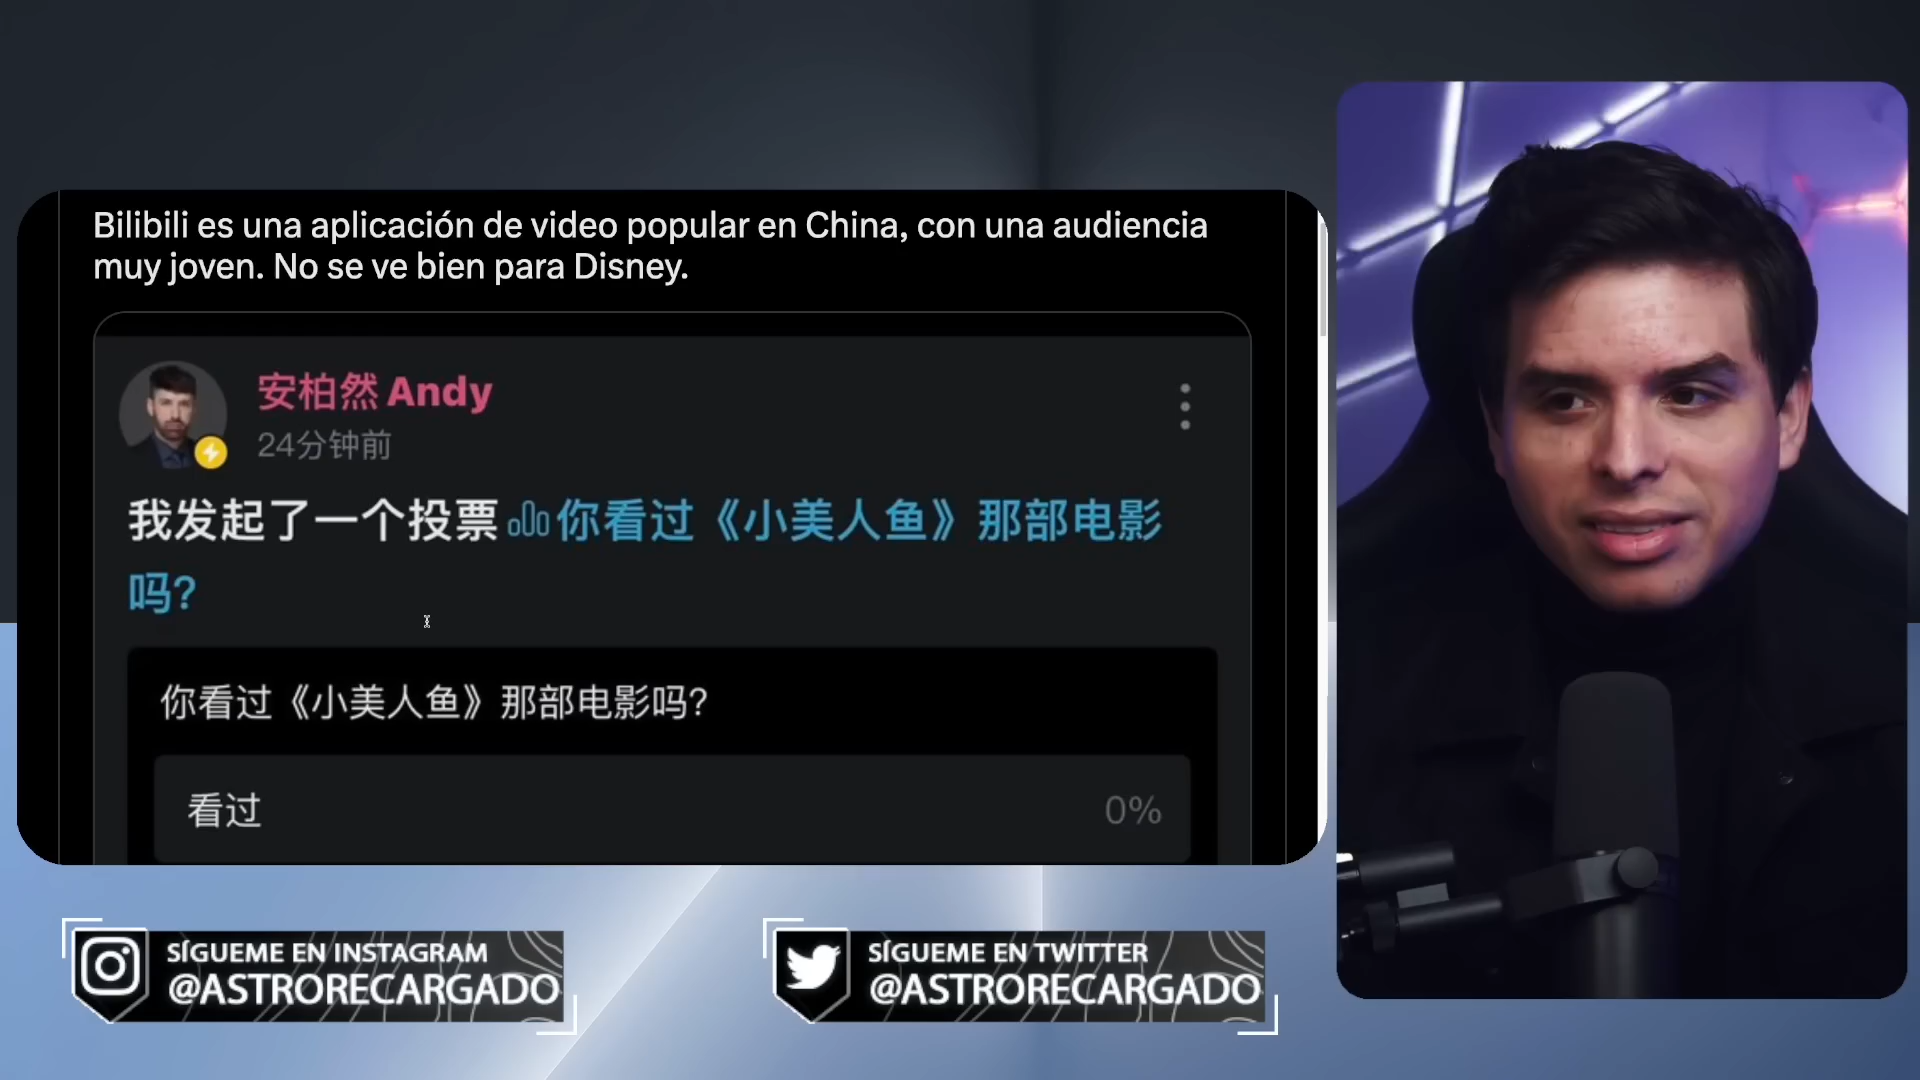 Bilibili es una aplicación de video popular en China, con una audiencia
muy joven. No se ve bien para Disney.
安柏然 Andy
24分钟前
我发起了一个投票 你看过《小美人鱼》那部电影
吗?
你看过《小美人鱼》那部电影吗?
看过 0%
SÍGUEME EN INSTAGRAM
@ASTRORECARGADO
SÍGUEME EN TWITTER
@ASTRORECARGADO